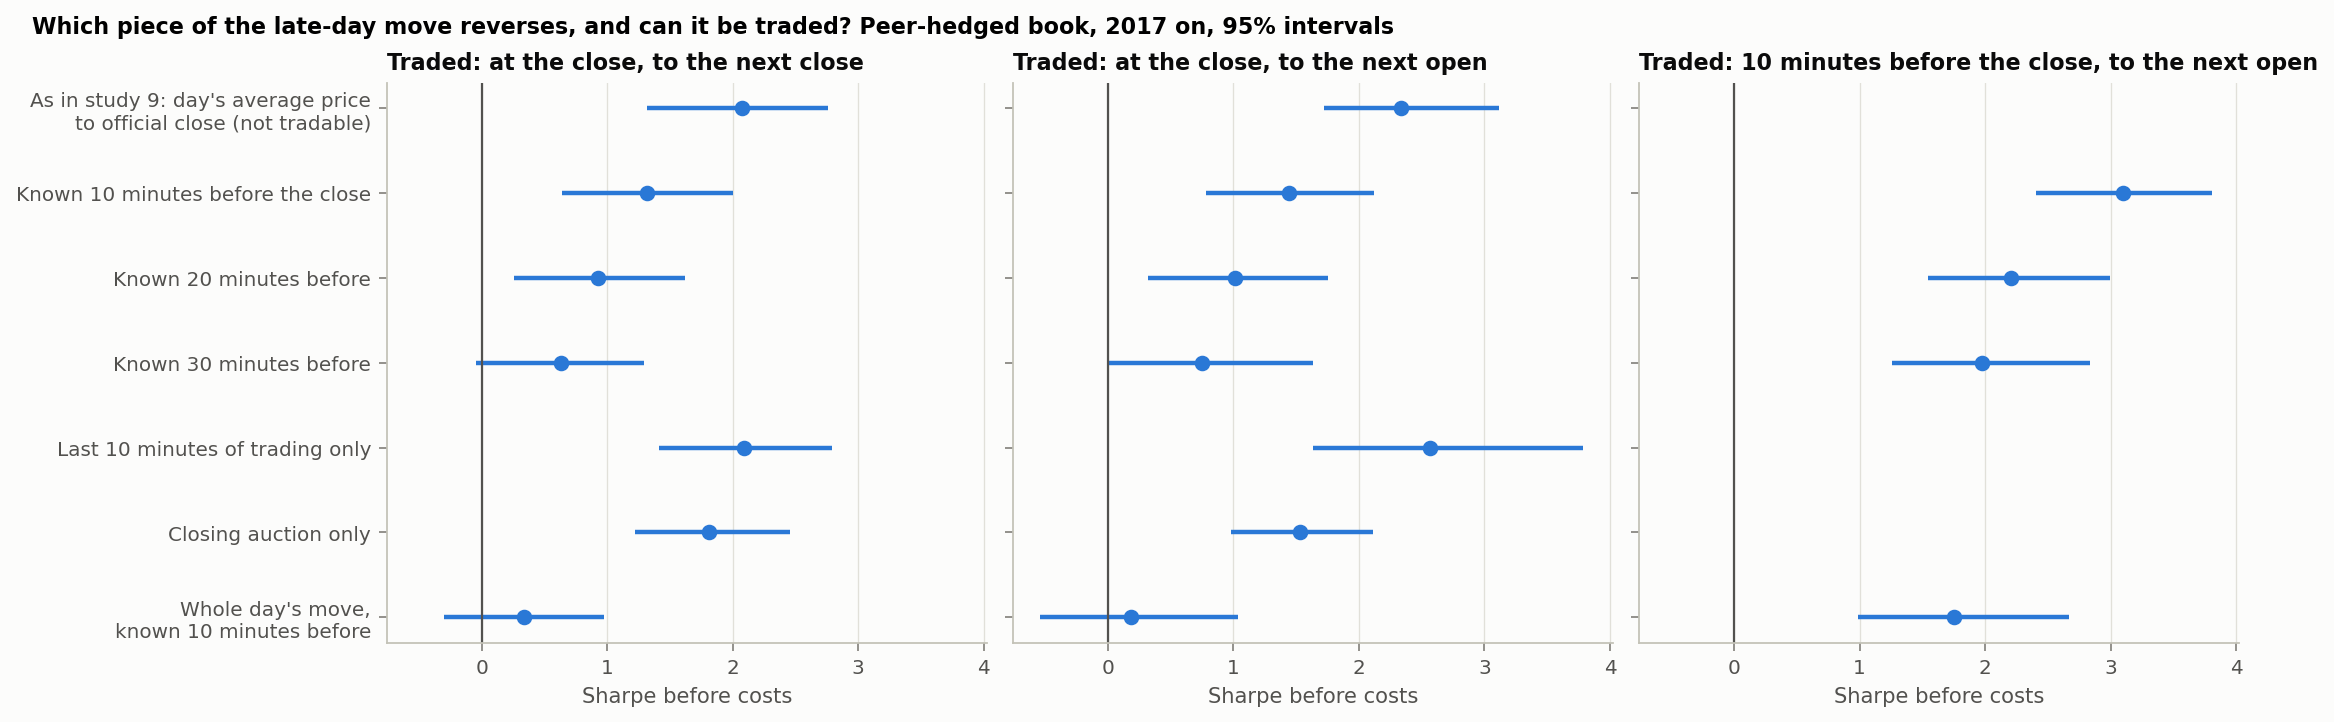 Which piece of the late-day move reverses, and can it be traded? Peer-hedged book, 2017 on, 95% intervals
Traded: at the close, to the next close
Traded: at the close, to the next open
Traded: 10 minutes before the close, to the next open
As in study 9: day's average price
to official close (not tradable)
Known 10 minutes before the close
Known 20 minutes before
Known 30 minutes before
Last 10 minutes of trading only
Closing auction only
Whole day's move,
known 10 minutes before
0 1 2 3 4
0 1 2 3 4
0 1 2 3 4
Sharpe before costs
Sharpe before costs
Sharpe before costs